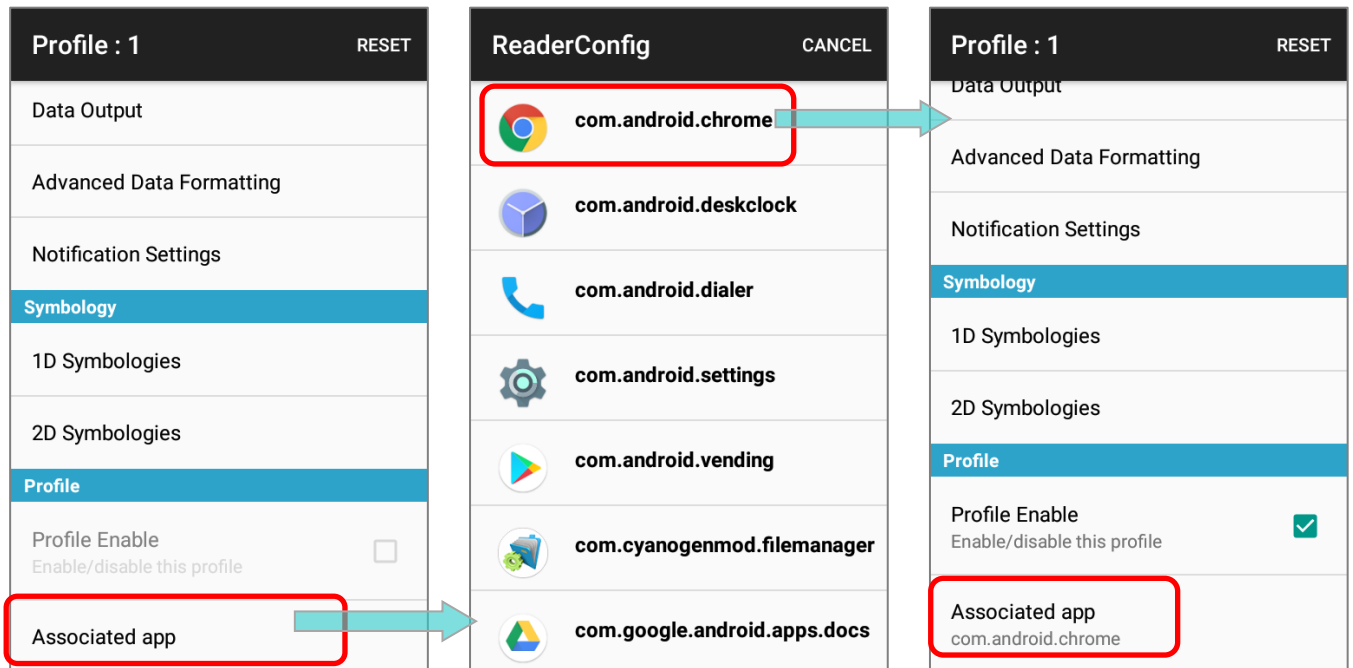 Profile : 1
RESET
Data Output
Advanced Data Formatting
Notification Settings
Symbology
1D Symbologies
2D Symbologies
Profile
Profile Enable
Enable/disable this profile
Associated app
ReaderConfig
CANCEL
com.android.chrome
com.android.deskclock
com.android.dialer
com.android.settings
com.android.vending
com.cyanogenmod.filemanager
com.google.android.apps.docs
Profile : 1
RESET
Data Output
Advanced Data Formatting
Notification Settings
Symbology
1D Symbologies
2D Symbologies
Profile
Profile Enable
Enable/disable this profile
Associated app
com.android.chrome